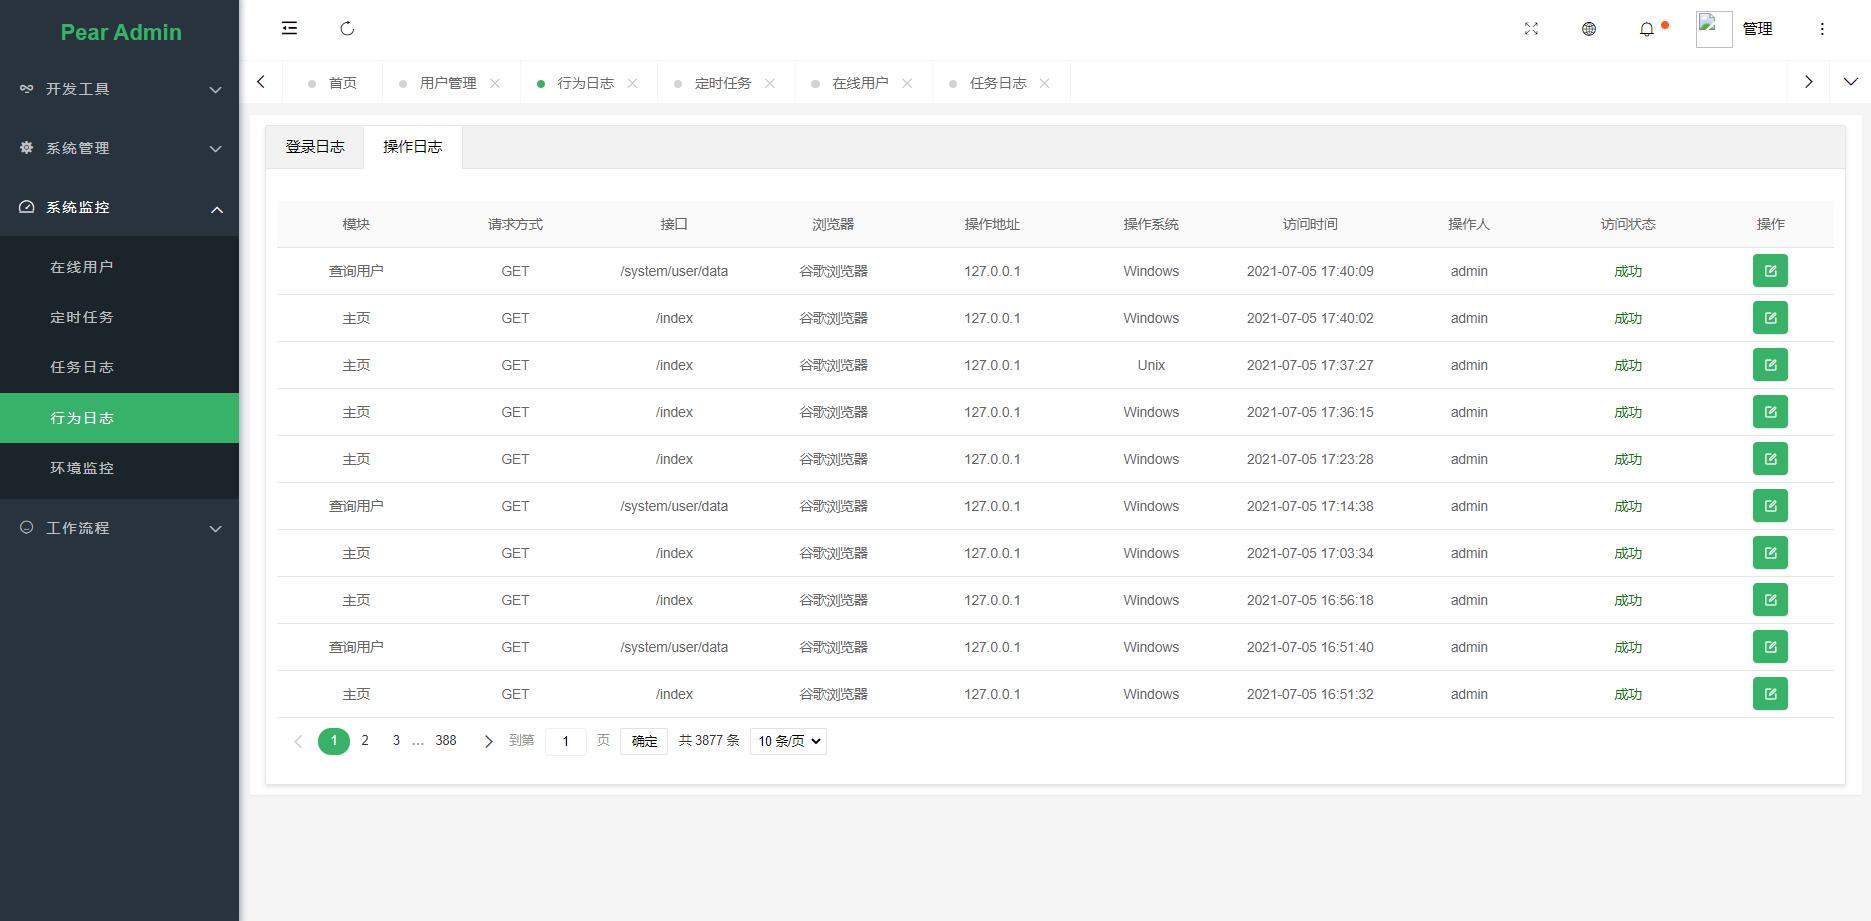 Pear Admin
开发工具
系统管理
系统监控
在线用户
定时任务
任务日志
行为日志
环境监控
工作流程
管理
首页 用户管理 行为日志 定时任务 在线用户 任务日志
登录日志 操作日志
模块 请求方式 接口 浏览器 操作地址 操作系统 访问时间 操作人 访问状态 操作
查询用户 GET /system/user/data 谷歌浏览器 127.0.0.1 Windows 2021-07-05 17:40:09 admin 成功
主页 GET /index 谷歌浏览器 127.0.0.1 Windows 2021-07-05 17:40:02 admin 成功
主页 GET /index 谷歌浏览器 127.0.0.1 Unix 2021-07-05 17:37:27 admin 成功
主页 GET /index 谷歌浏览器 127.0.0.1 Windows 2021-07-05 17:36:15 admin 成功
主页 GET /index 谷歌浏览器 127.0.0.1 Windows 2021-07-05 17:23:28 admin 成功
查询用户 GET /system/user/data 谷歌浏览器 127.0.0.1 Windows 2021-07-05 17:14:38 admin 成功
主页 GET /index 谷歌浏览器 127.0.0.1 Windows 2021-07-05 17:03:34 admin 成功
主页 GET /index 谷歌浏览器 127.0.0.1 Windows 2021-07-05 16:56:18 admin 成功
查询用户 GET /system/user/data 谷歌浏览器 127.0.0.1 Windows 2021-07-05 16:51:40 admin 成功
主页 GET /index 谷歌浏览器 127.0.0.1 Windows 2021-07-05 16:51:32 admin 成功
1 2 3 … 388 到第 1 页 确定 共 3877 条 10 条/页